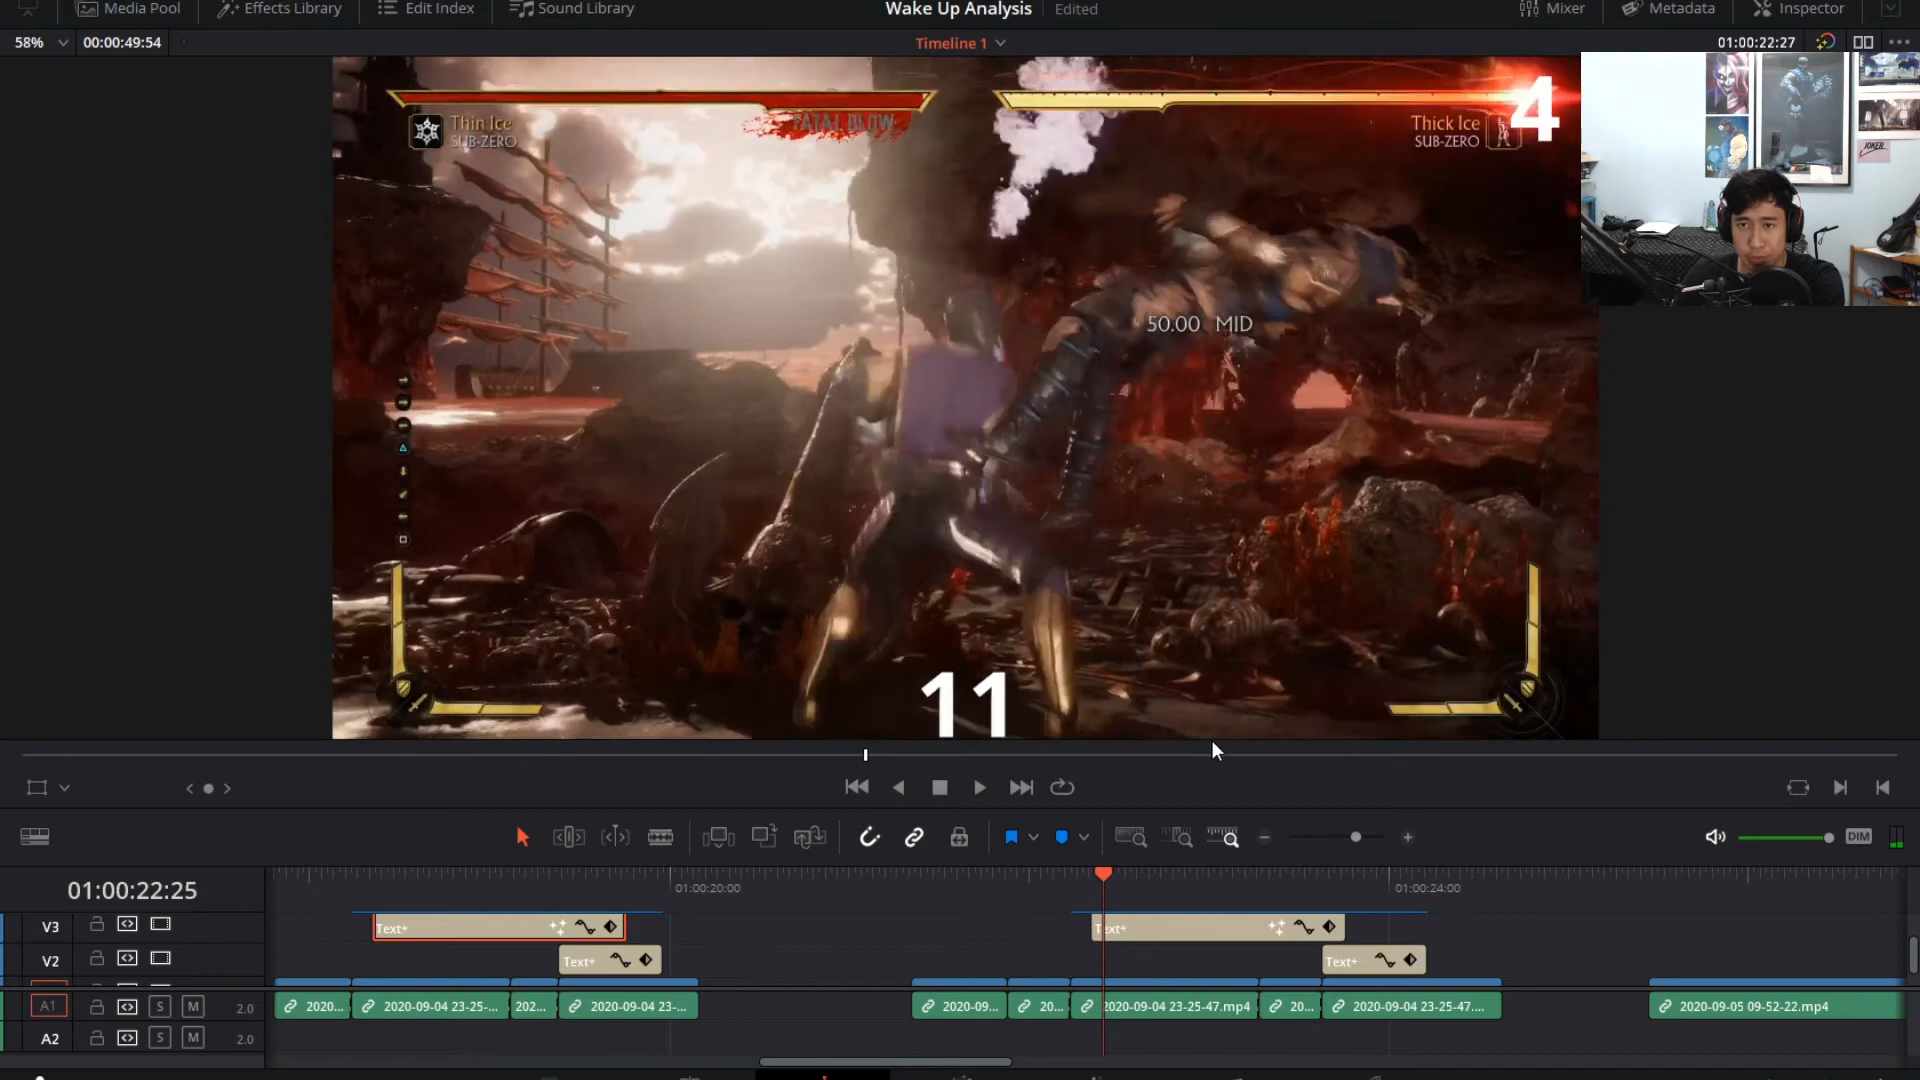 Media Pool
Effects Library
Edit Index
Sound Library
Wake Up Analysis
Edited
Mixer
Metadata
Inspector
58%
00:00:49:54
Timeline 1
01:00:22:27
FATAL BLOW
4
Thin Ice
SUB-ZERO
Thick Ice
SUB-ZERO
JOKER
50.00 MID
11
DIM
01:00:22:25
01:00:20:00
01:00:24:00
V3
Text+
Text+
V2
Text+
Text+
A1
S
M
2.0
2020...
2020-09-04 23-25-...
202...
2020-09-04 23-...
2020-09...
20...
2020-09-04 23-25-47.mp4
20...
2020-09-04 23-25-47....
2020-09-05 09-52-22.mp4
A2
S
M
2.0